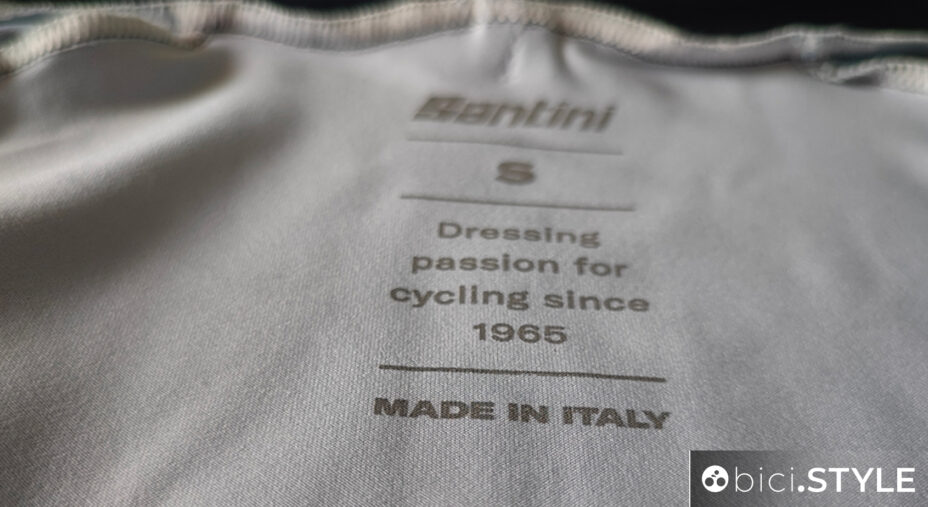 Santini
S
Dressing
passion for
cycling since
1965
MADE IN ITALY
bici.STYLE